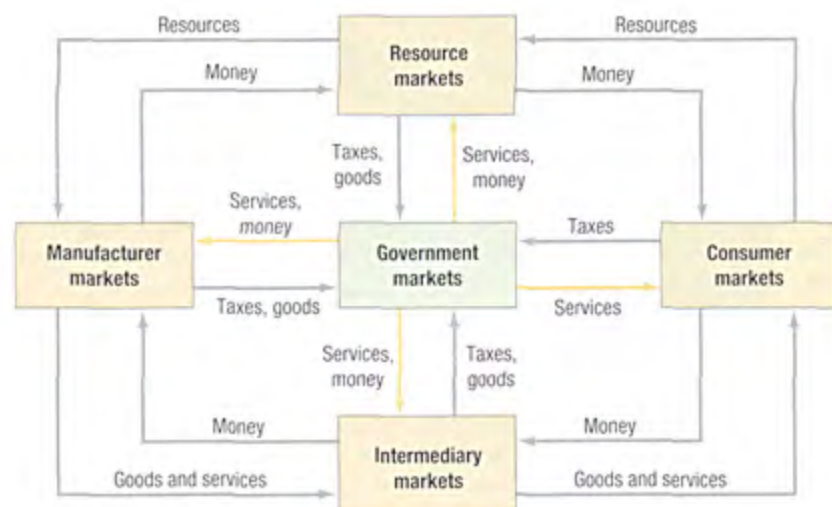 Resources
Resource
markets
Resources
Money
Money
Taxes,
goods
Services,
money
Services,
money
Taxes
Manufacturer
markets
Government
markets
Consumer
markets
Taxes, goods
Services
Services,
money
Taxes,
goods
Money
Money
Intermediary
markets
Goods and services
Goods and services